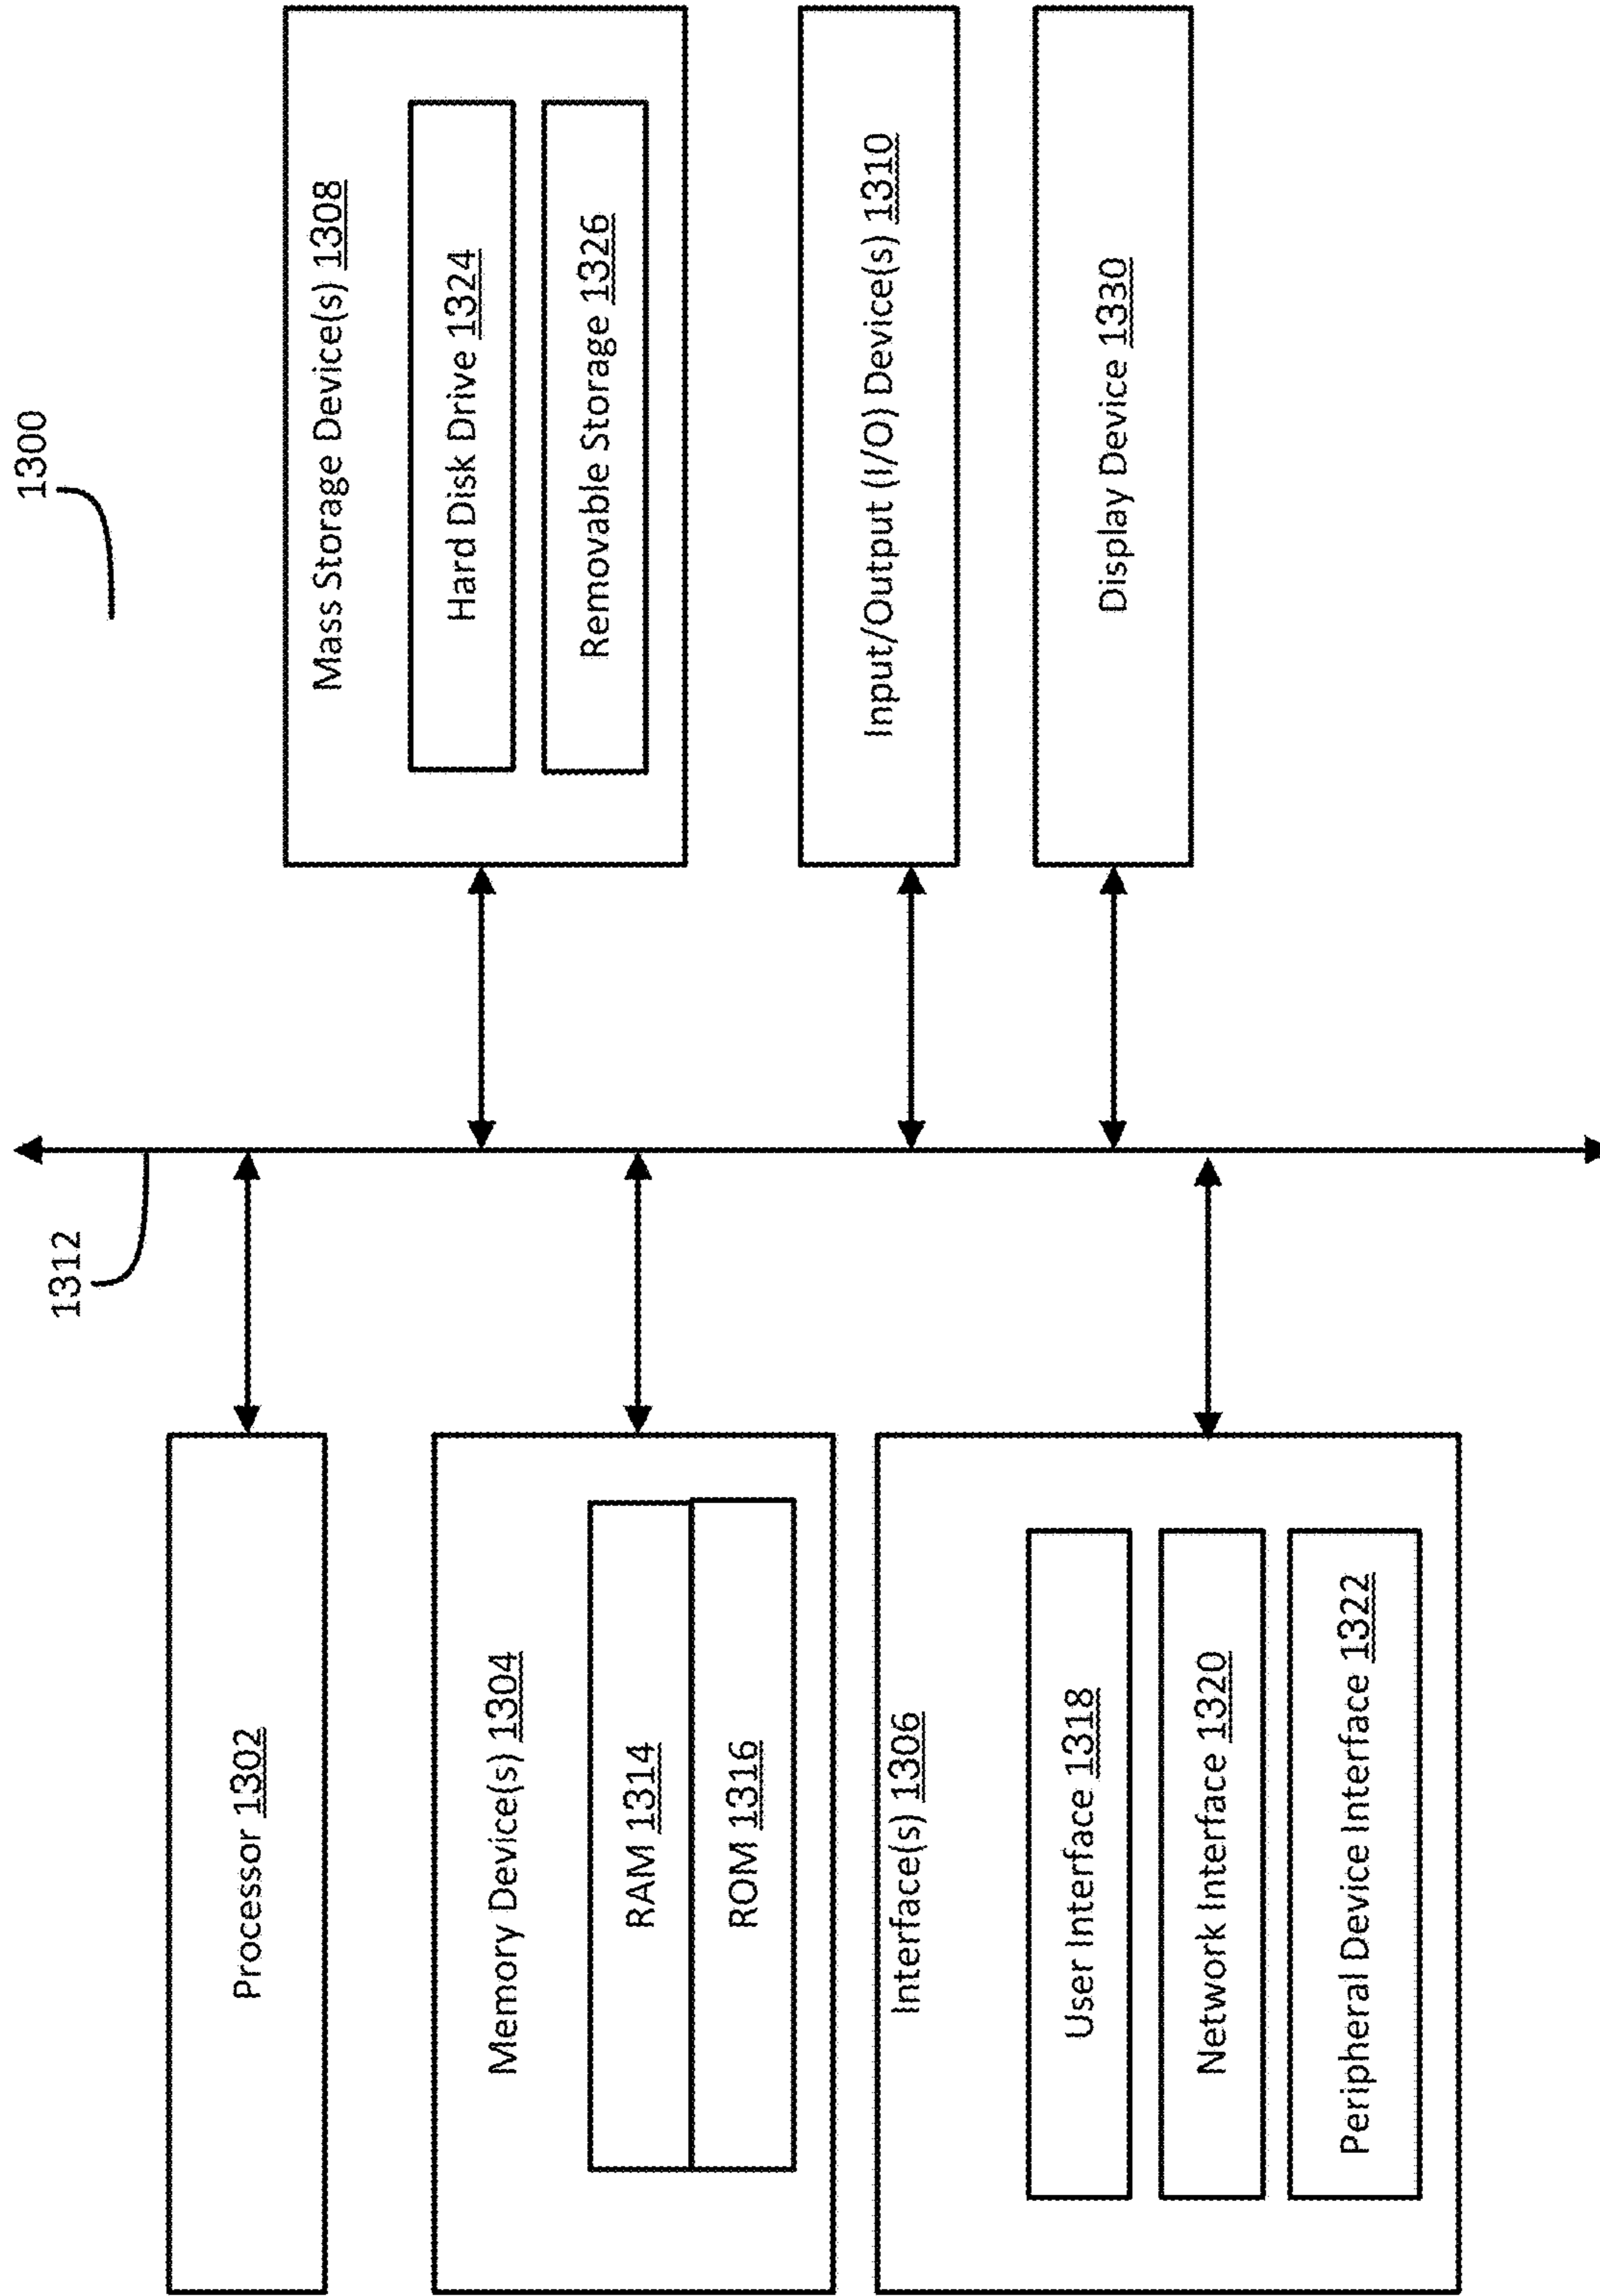 1300
1312
Processor 1302
Memory Device(s) 1304
RAM 1314
ROM 1316
Interface(s) 1306
User Interface 1318
Network Interface 1320
Peripheral Device Interface 1322
Mass Storage Device(s) 1308
Hard Disk Drive 1324
Removable Storage 1326
Input/Output (I/O) Device(s) 1310
Display Device 1330